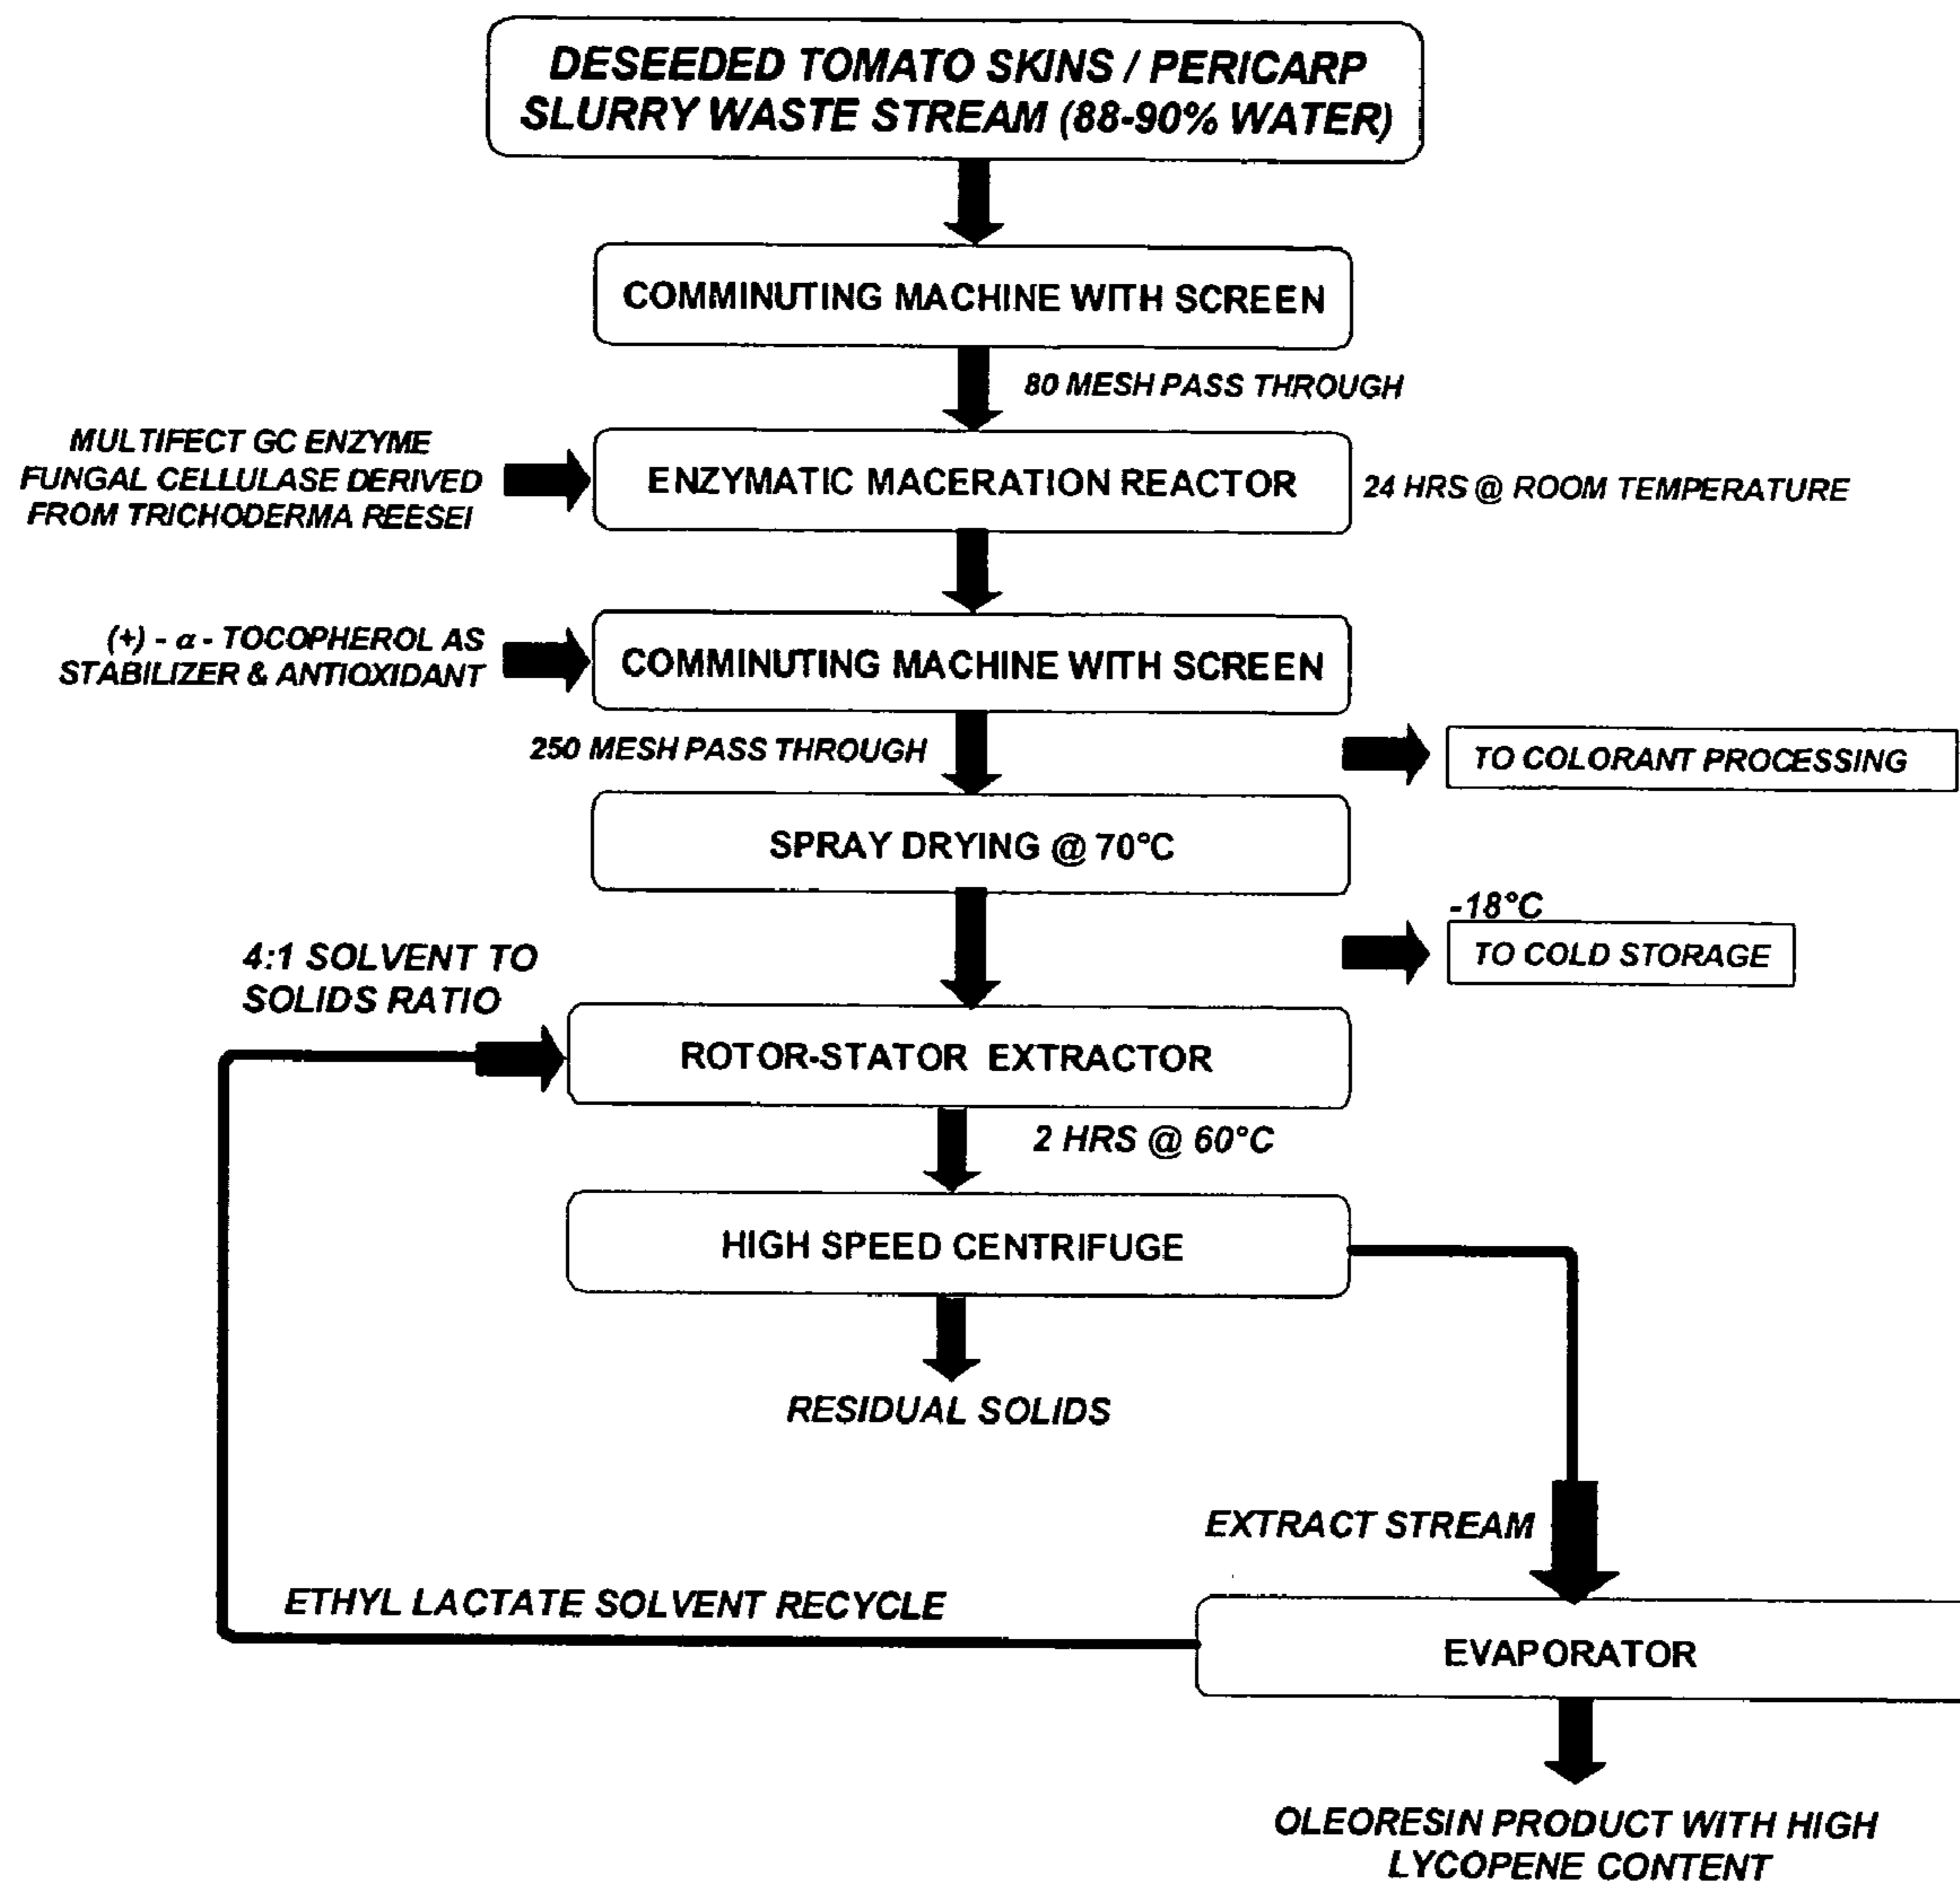 DESEEDED TOMATO SKINS / PERICARP
SLURRY WASTE STREAM (88-90% WATER)
COMMINUTING MACHINE WITH SCREEN
80 MESH PASS THROUGH
MULTIFECT GC ENZYME
FUNGAL CELLULASE DERIVED
FROM TRICHODERMA REESEI
ENZYMATIC MACERATION REACTOR
24 HRS @ ROOM TEMPERATURE
(+) - α - TOCOPHEROL AS
STABILIZER & ANTIOXIDANT
COMMINUTING MACHINE WITH SCREEN
250 MESH PASS THROUGH
TO COLORANT PROCESSING
SPRAY DRYING @ 70°C
-18°C
TO COLD STORAGE
4:1 SOLVENT TO
SOLIDS RATIO
ROTOR-STATOR EXTRACTOR
2 HRS @ 60°C
HIGH SPEED CENTRIFUGE
RESIDUAL SOLIDS
EXTRACT STREAM
ETHYL LACTATE SOLVENT RECYCLE
EVAPORATOR
OLEORESIN PRODUCT WITH HIGH
LYCOPENE CONTENT